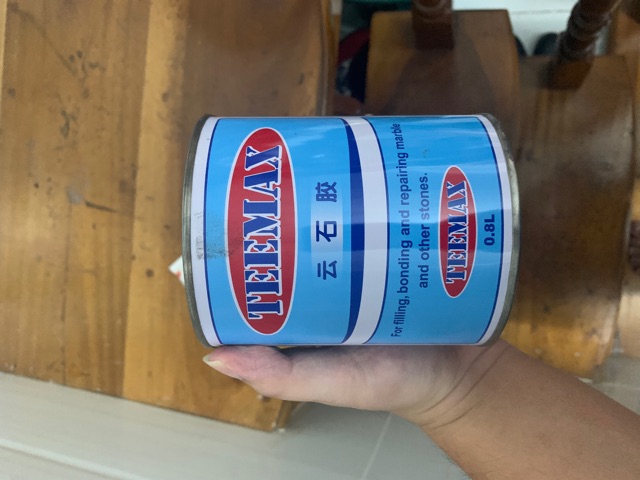 TEEMAX
云石胶
For filling, bonding and repairing marble
and other stones.
TEEMAX
0.8L